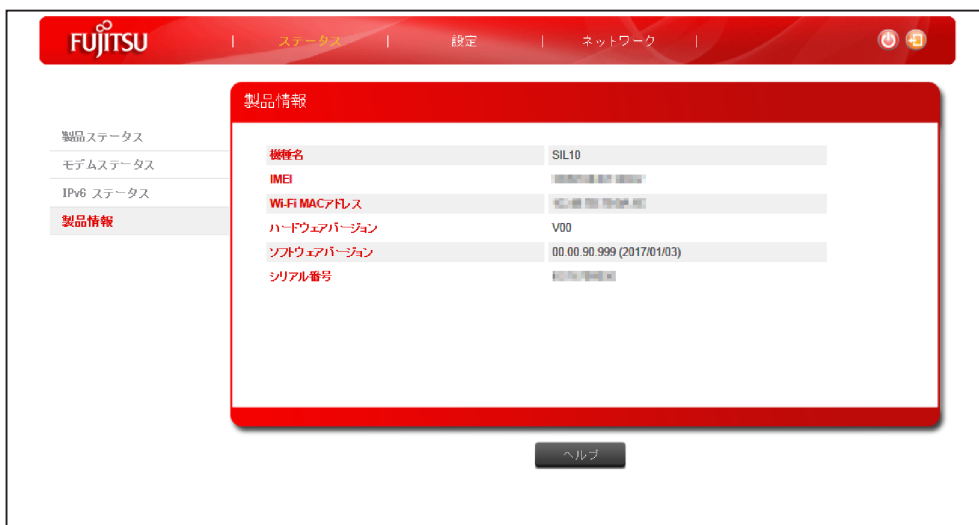 FUJITSU
ステータス
設定
ネットワーク
製品情報
製品ステータス
モデムステータス
IPv6 ステータス
製品情報
機種名 SIL10
IMEI
Wi-Fi MACアドレス
ハードウェアバージョン V00
ソフトウェアバージョン 00.00.90.999 (2017/01/03)
シリアル番号
ヘルプ